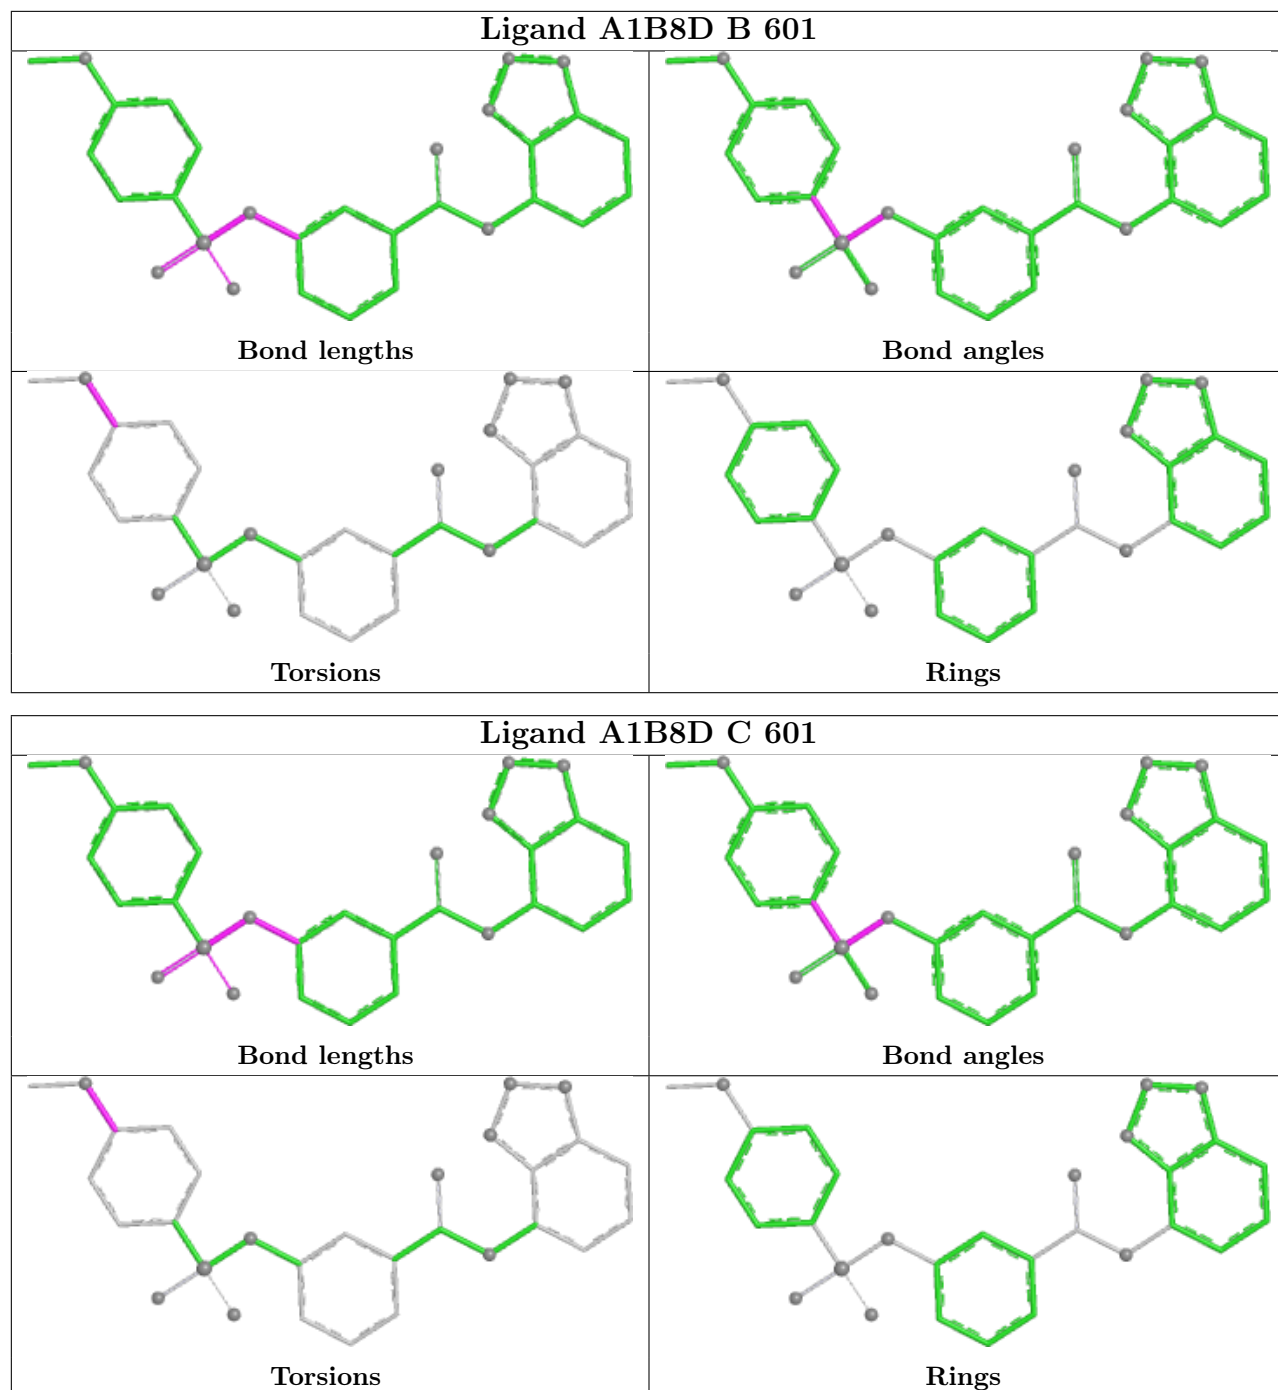 Ligand A1B8D B 601
Bond lengths
Bond angles
Torsions
Rings
Ligand A1B8D C 601
Bond lengths
Bond angles
Torsions
Rings